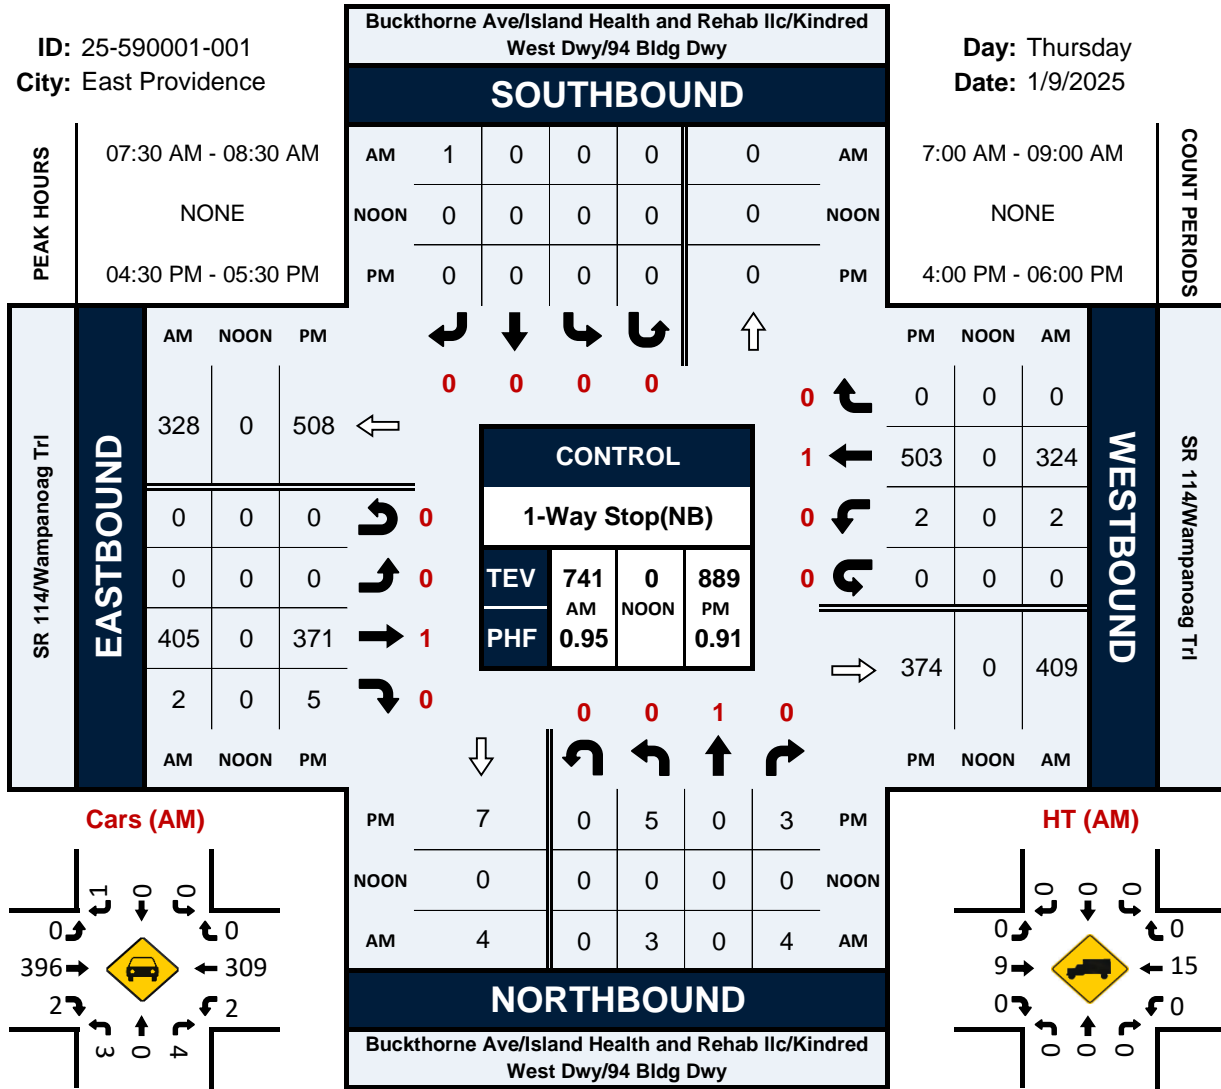 Buckthorne Ave/Island Health and Rehab llc/Kindred
West Dwy/94 Bldg Dwy
ID: 25-590001-001
City: East Providence
Day: Thursday
Date: 1/9/2025
SOUTHBOUND
PEAK HOURS
07:30 AM - 08:30 AM
NONE
04:30 PM - 05:30 PM
AM 1 0 0 0 0 AM
NOON 0 0 0 0 0 NOON
PM 0 0 0 0 0 PM
7:00 AM - 09:00 AM
NONE
4:00 PM - 06:00 PM
COUNT PERIODS
0 0 0 0
SR 114/Wampanoag Trl
EASTBOUND
AM NOON PM
328 0 508
0 0 0 0
0 0 0 0
405 0 371 1
2 0 5 0
AM NOON PM
CONTROL
1-Way Stop(NB)
TEV 741 0 889
AM NOON PM
PHF 0.95 0.91
PM NOON AM
0 0 0 0
1 503 0 324
0 2 0 2
0 0 0 0
374 0 409
PM NOON AM
WESTBOUND
SR 114/Wampanoag Trl
0 0 1 0
PM 7 0 5 0 3 PM
NOON 0 0 0 0 0 NOON
AM 4 0 3 0 4 AM
NORTHBOUND
Buckthorne Ave/Island Health and Rehab llc/Kindred
West Dwy/94 Bldg Dwy
Cars (AM)
1 0 0
0 0
396 309
2 2
3 0 4
HT (AM)
0 0 0
0 0
9 15
0 0
0 0 0